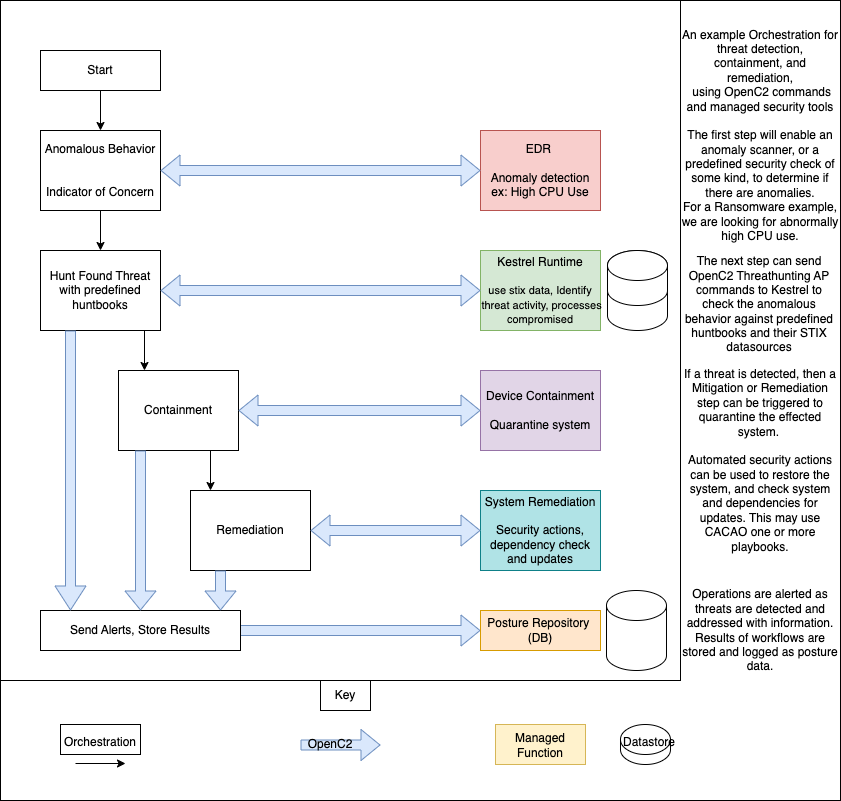 Start
Anomalous Behavior
Indicator of Concern
Hunt Found Threat
with predefined
huntbooks
Containment
Remediation
Send Alerts, Store Results
EDR
Anomaly detection
ex: High CPU Use
Kestrel Runtime
use stix data, Identify
threat activity, processes
compromised
Device Containment
Quarantine system
System Remediation
Security actions,
dependency check
and updates
Posture Repository
(DB)
An example Orchestration for
threat detection,
containment, and
remediation,
using OpenC2 commands
and managed security tools
The first step will enable an
anomaly scanner, or a
predefined security check of
some kind, to determine if
there are anomalies.
For a Ransomware example,
we are looking for abnormally
high CPU use.
The next step can send
OpenC2 Threathunting AP
commands to Kestrel to
check the anomalous
behavior against predefined
huntbooks and their STIX
datasources
If a threat is detected, then a
Mitigation or Remediation
step can be triggered to
quarantine the effected
system.
Automated security actions
can be used to restore the
system, and check system
and dependencies for
updates. This may use
CACAO one or more
playbooks.
Operations are alerted as
threats are detected and
addressed with information.
Results of workflows are
stored and logged as posture
data.
Key
Orchestration
OpenC2
Managed
Function
Datastore